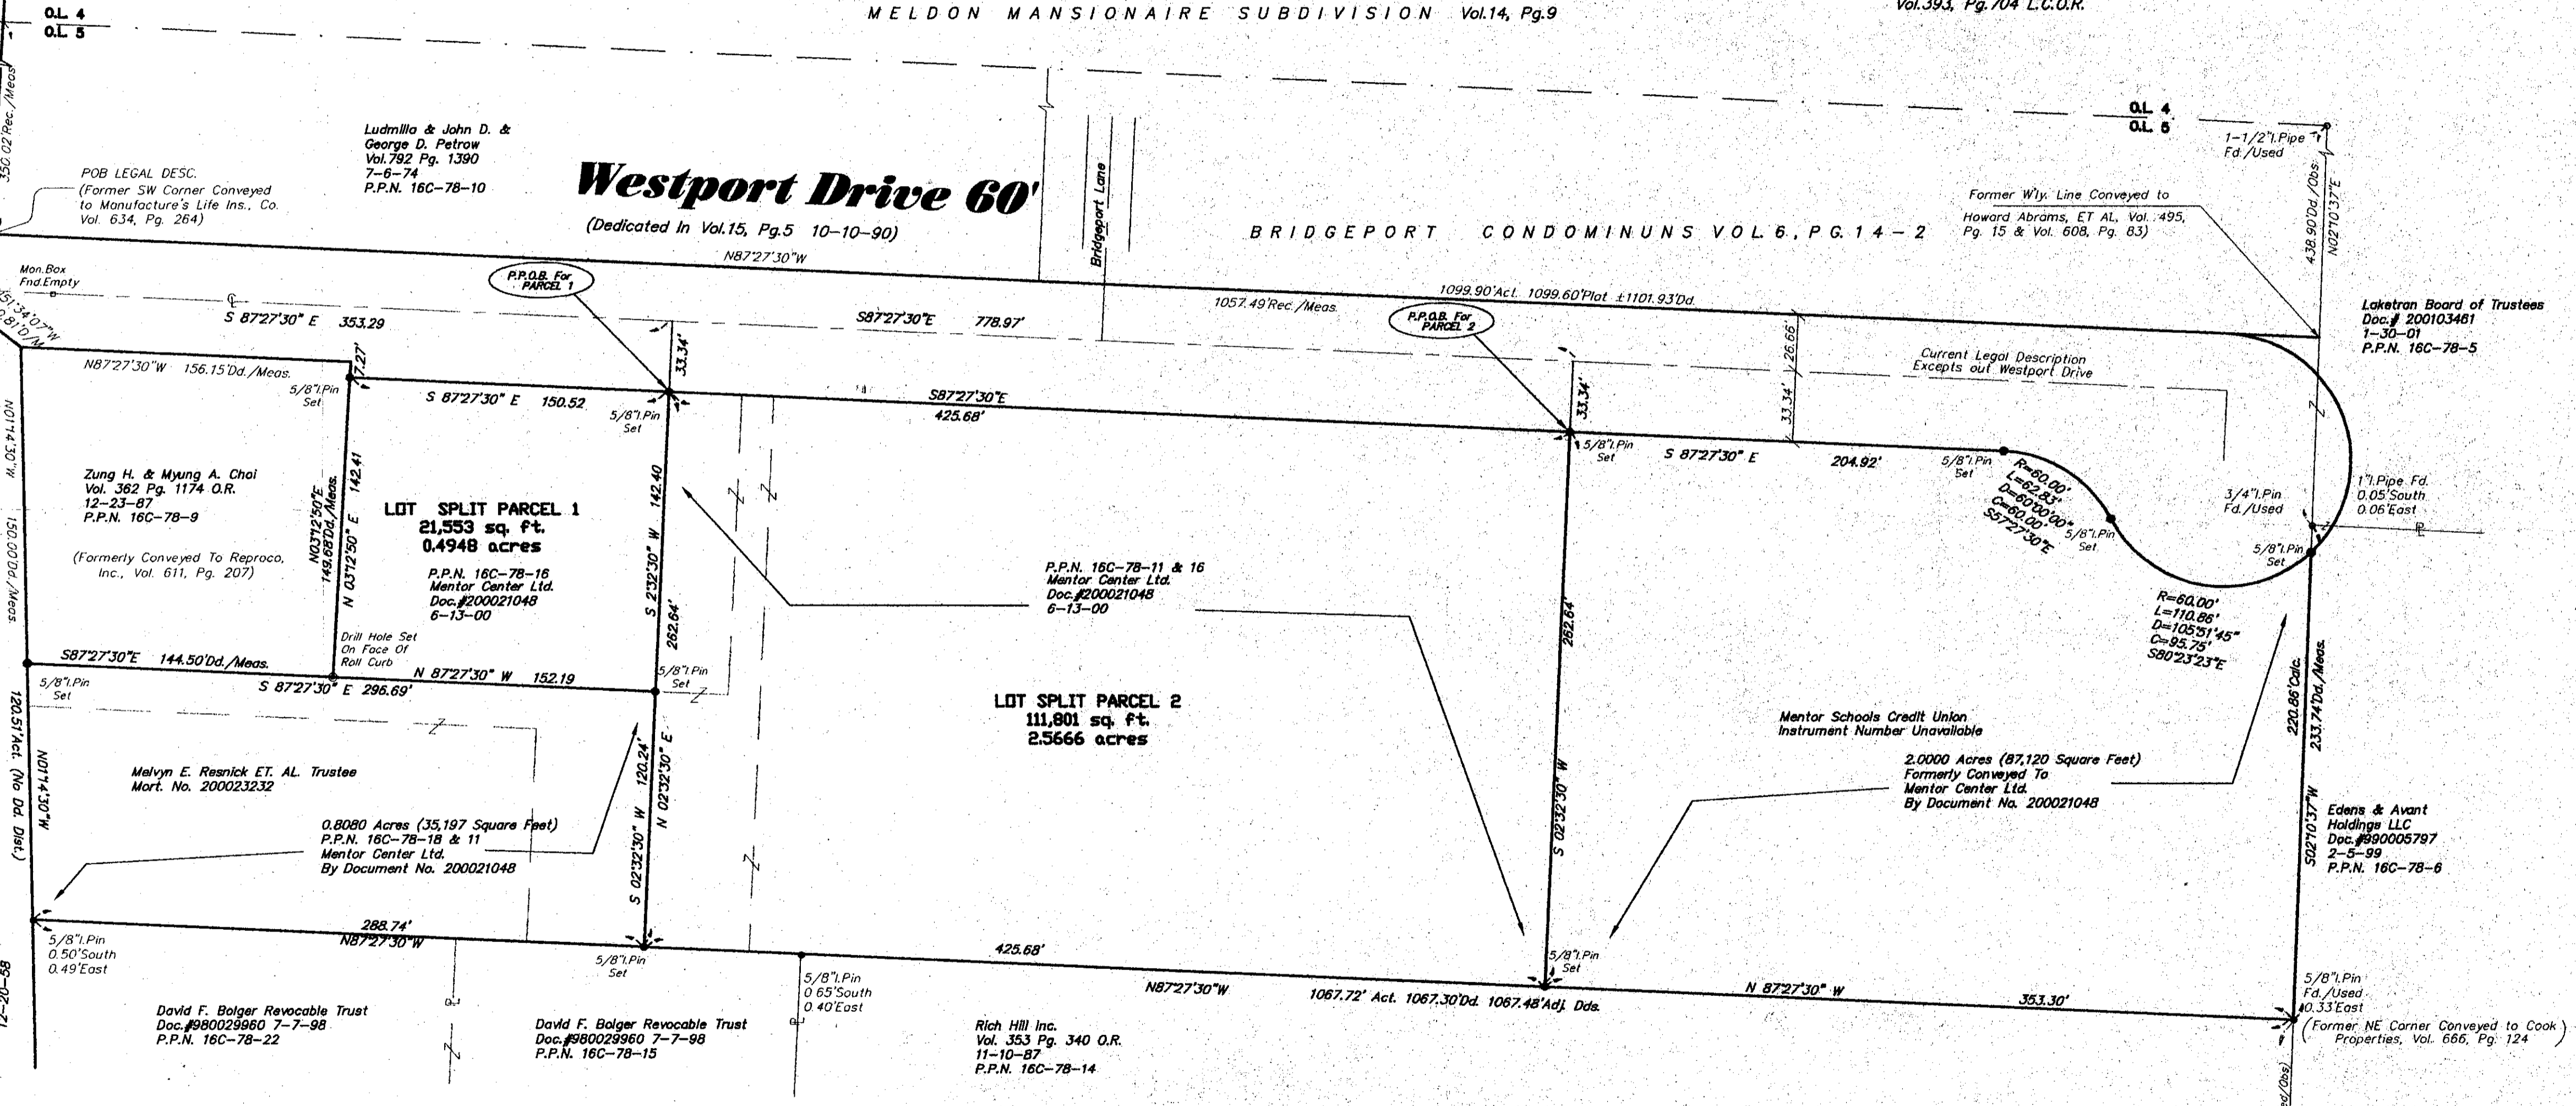 O.L. 4
O.L. 5
MELDON MANSIONAIRE SUBDIVISION Vol.14, Pg.9
Vol.393, Pg.704 L.C.O.R.
350.02'Rec./Meas
POB LEGAL DESC.
(Former SW Corner Conveyed
to Manufacture's Life Ins., Co.
Vol. 634, Pg. 264)
Ludmilla & John D. &
George D. Petrow
Vol.792 Pg. 1390
7-6-74
P.P.N. 16C-78-10
Westport Drive 60'
(Dedicated In Vol.15, Pg.5 10-10-90)
N87°27'30"W
Bridgeport Lane
BRIDGEPORT CONDOMINUNS VOL.6, PG.14-2
O.L. 4
O.L. 5
1-1/2"I.Pipe
Fd./Used
438.90'Dd./Obs.
N02°10'37"E
Former W'ly. Line Conveyed to
Howard Abrams, ET AL, Vol. 495,
Pg. 15 & Vol. 608, Pg. 83)
Laketran Board of Trustees
Doc.# 200103461
1-30-01
P.P.N. 16C-78-5
Mon.Box
Fnd.Empty
S 87°27'30" E 353.29
P.P.O.B. For
PARCEL 1
S87°27'30"E 778.97'
1057.49'Rec./Meas.
1099.90'Act. 1099.60'Plat ±1101.93'Dd.
P.P.O.B. For
PARCEL 2
26.66'
33.34'
33.34'
33.34'
Current Legal Description
Excepts out Westport Drive
N87°27'30"W 156.15'Dd./Meas.
7.27'
5/8"I.Pin
Set
S 87°27'30" E 150.52
5/8"I.Pin
Set
S87°27'30"E
425.68'
5/8"I.Pin
Set
S 87°27'30" E 204.92'
5/8"I.Pin
Set
R=60.00'
L=62.83'
D=60°00'00"
C=60.00'
S57°27'30"E
5/8"I.Pin
Set
3/4"I.Pin
Fd./Used
1"I.Pipe Fd.
0.05'South
0.06'East
5/8"I.Pin
Set
R=60.00'
L=110.86'
D=105°51'45"
C=95.75'
S80°23'23"E
N01°14'30"W 150.00'Dd./Meas.
Zung H. & Myung A. Choi
Vol. 362 Pg. 1174 O.R.
12-23-87
P.P.N. 16C-78-9
(Formerly Conveyed To Reproco,
Inc., Vol. 611, Pg. 207)
N03°12'50"E
149.68'Dd./Meas.
N 03°12'50" E 142.41
LOT SPLIT PARCEL 1
21,553 sq. ft.
0.4948 acres
P.P.N. 16C-78-16
Mentor Center Ltd.
Doc.#200021048
6-13-00
Drill Hole Set
On Face Of
Roll Curb
S 2°32'30" W 142.40
262.64'
P.P.N. 16C-78-11 & 16
Mentor Center Ltd.
Doc.#200021048
6-13-00
262.64'
S 02°32'30" W
S87°27'30"E 144.50'Dd./Meas.
5/8"I.Pin
Set
S 87°27'30" E 296.69'
N 87°27'30" W 152.19
5/8"I.Pin
Set
LOT SPLIT PARCEL 2
111,801 sq. ft.
2.5666 acres
120.51'Act. (No Dd. Dist.)
N01°14'30"W
Melvyn E. Resnick ET. AL. Trustee
Mort. No. 200023232
0.8080 Acres (35,197 Square Feet)
P.P.N. 16C-78-18 & 11
Mentor Center Ltd.
By Document No. 200021048
S 02°32'30" W 120.24'
N 02°32'30" E
Mentor Schools Credit Union
Instrument Number Unavailable
2.0000 Acres (87,120 Square Feet)
Formerly Conveyed To
Mentor Center Ltd.
By Document No. 200021048
220.86'Calc.
233.74'Dd./Meas.
S02°10'37"W
Edens & Avant
Holdings LLC
Doc.#990005797
2-5-99
P.P.N. 16C-78-6
5/8"I.Pin
0.50'South
0.49'East
288.74'
N87°27'30"W
5/8"I.Pin
Set
5/8"I.Pin
0.65'South
0.40'East
425.68'
N87°27'30"W 1067.72' Act. 1067.30'Dd. 1067.48'Adj. Dds.
5/8"I.Pin
Set
N 87°27'30" W 353.30'
5/8"I.Pin
Fd./Used
0.33'East
(Former NE Corner Conveyed to Cook
Properties, Vol. 666, Pg. 124)
12-20-58
David F. Bolger Revocable Trust
Doc.#980029960 7-7-98
P.P.N. 16C-78-22
David F. Bolger Revocable Trust
Doc.#980029960 7-7-98
P.P.N. 16C-78-15
Rich Hill Inc.
Vol. 353 Pg. 340 O.R.
11-10-87
P.P.N. 16C-78-14